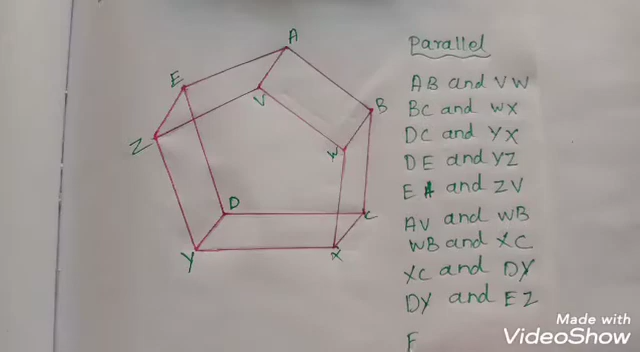 A
E
V
B
Z
W
D
C
Y
X
Parallel
AB and VW
BC and WX
DC and YX
DE and YZ
EA and ZV
AV and WB
WB and XC
XC and DY
DY and EZ
E
Made with
VideoShow